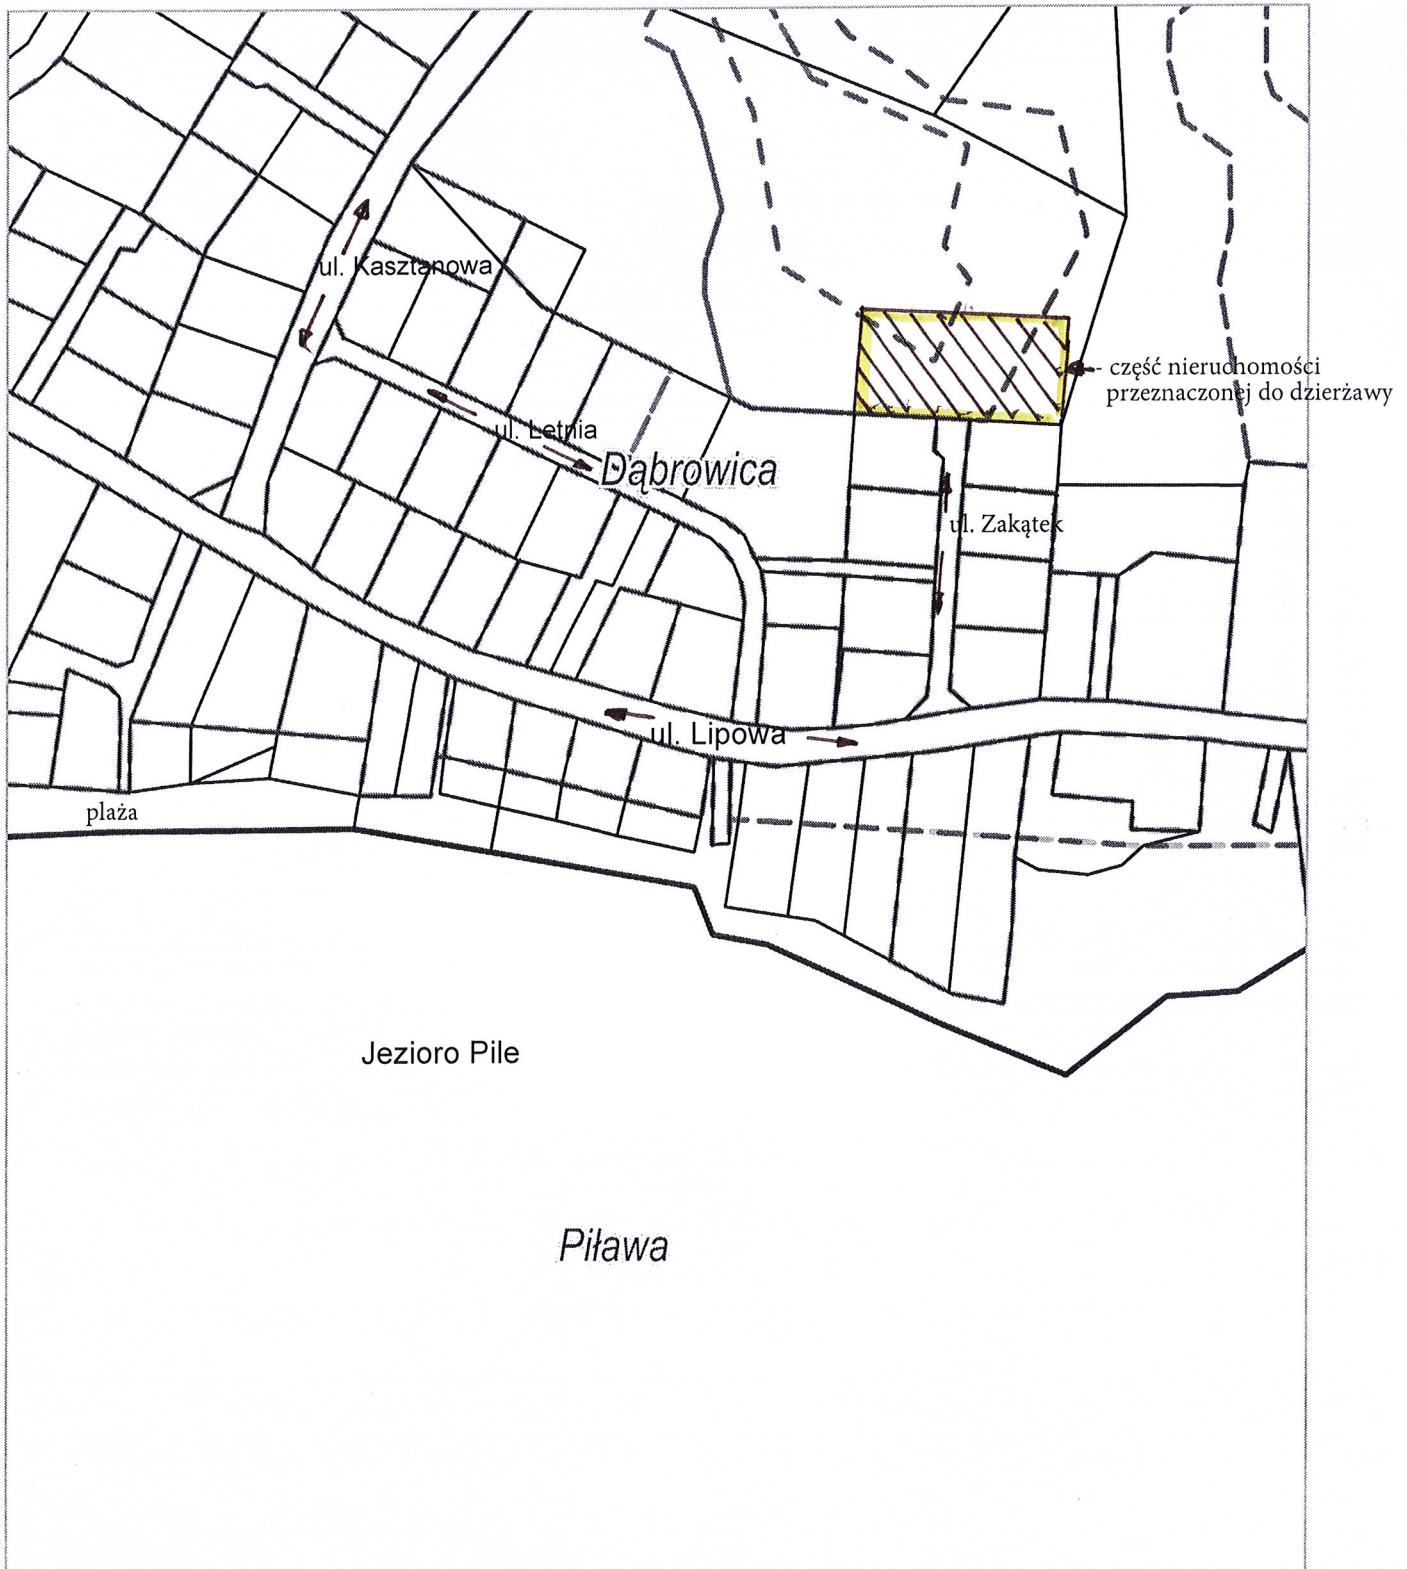 ul. Kasztanowa
część nieruchomości
przeznaczonej do dzierżawy
ul. Letnia
Dąbrowica
ul. Zakątek
ul. Lipowa
plaża
Jezioro Pile
Piława